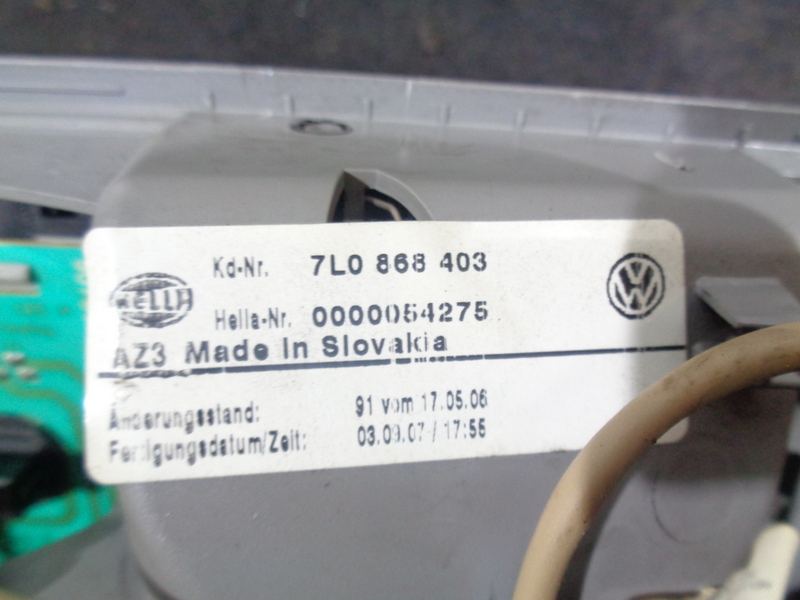 Kd-Nr. 7L0 868 403
HELLA
VW
Hella-Nr. 0000054275
AZ3 Made In Slovakia
Änderungsstand: 91 vom 17.05.06
Fertigungsdatum/Zeit: 03.09.07 / 17:55